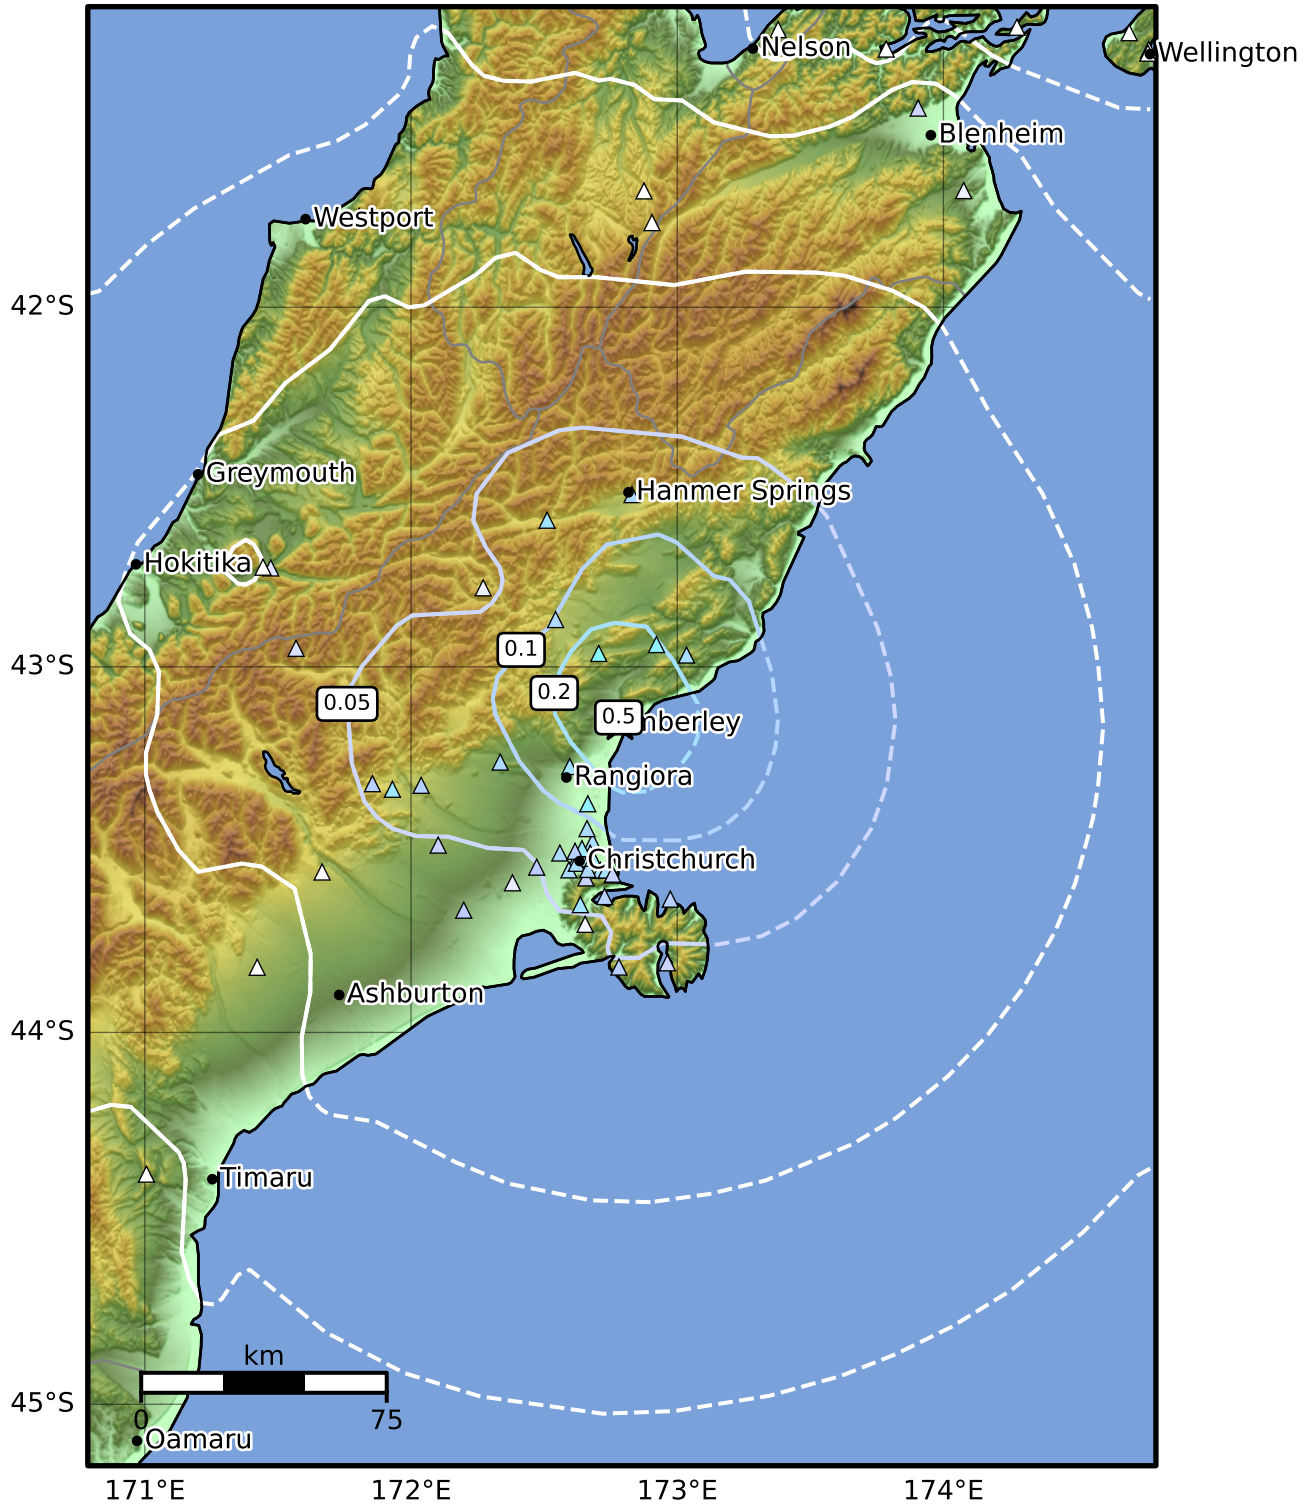 Nelson
Wellington
Blenheim
Westport
42°S
Greymouth
Hanmer Springs
Hokitika
0.1
43°S
0.2
0.05
0.5
mberley
Rangiora
Christchurch
Ashburton
44°S
Timaru
km
45°S
0 75
Oamaru
171°E 172°E 173°E 174°E